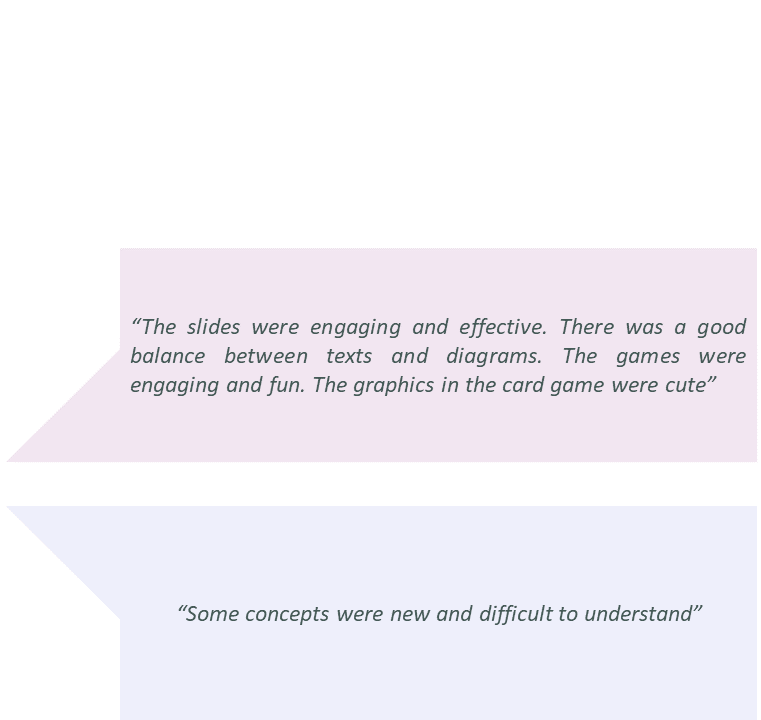 “The slides were engaging and effective. There was a good
balance between texts and diagrams. The games were
engaging and fun. The graphics in the card game were cute”
“Some concepts were new and difficult to understand”